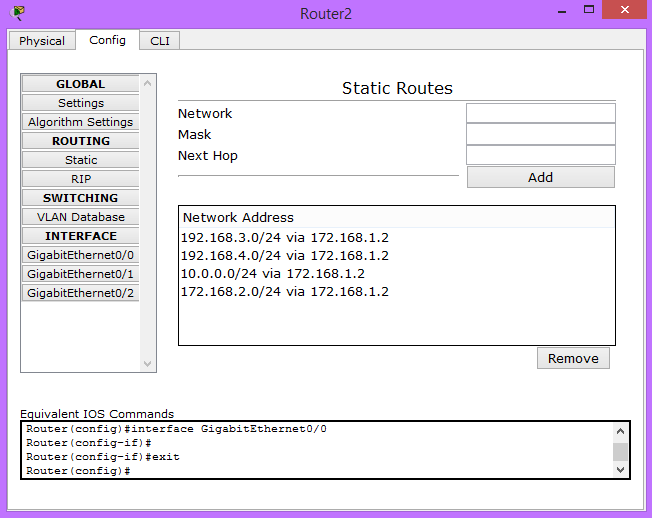 Router2
Physical Config CLI
GLOBAL
Settings
Algorithm Settings
ROUTING
Static
RIP
SWITCHING
VLAN Database
INTERFACE
GigabitEthernet0/0
GigabitEthernet0/1
GigabitEthernet0/2
Static Routes
Network
Mask
Next Hop
Add
Network Address
192.168.3.0/24 via 172.168.1.2
192.168.4.0/24 via 172.168.1.2
10.0.0.0/24 via 172.168.1.2
172.168.2.0/24 via 172.168.1.2
Remove
Equivalent IOS Commands
Router(config)#interface GigabitEthernet0/0
Router(config-if)#
Router(config-if)#exit
Router(config)#